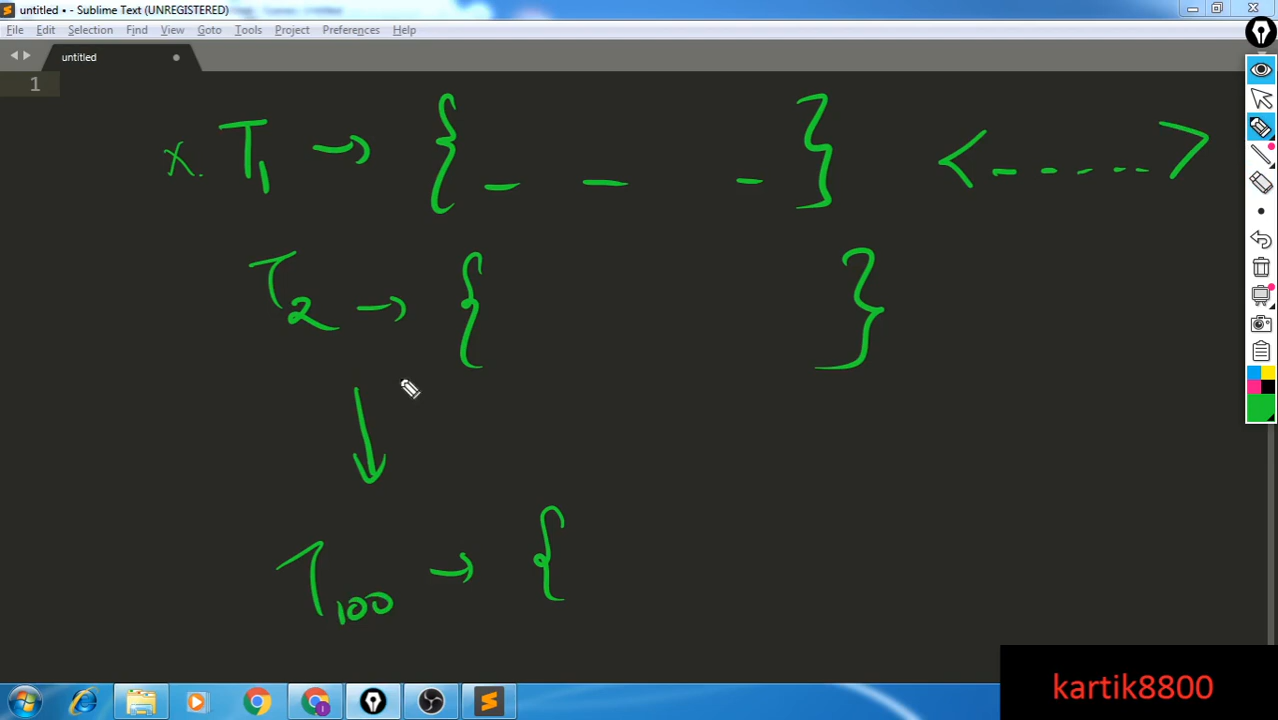 untitled • - Sublime Text (UNREGISTERED)
File Edit Selection Find View Goto Tools Project Preferences Help
untitled
1
x. T1 → { _ _ _ } <_ - - - - ->
T2 → { }
↓
T100 → {
kartik8800